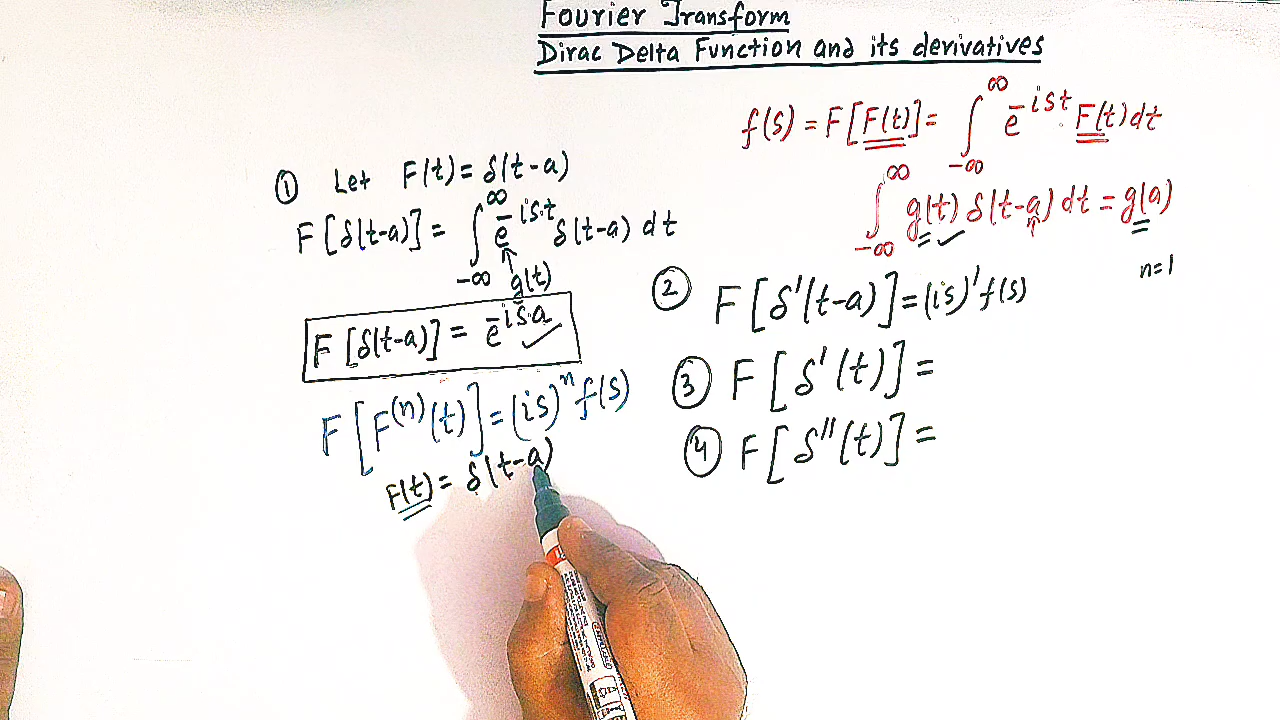 Fourier Transform
Dirac Delta Function and its derivatives
f(s) = F[F(t)] = ∫_{-∞}^{∞} e^{-ist} F(t) dt
∫_{-∞}^{∞} g(t) δ(t-a) dt = g(a)
① Let F(t) = δ(t-a)
F[δ(t-a)] = ∫_{-∞}^{∞} e^{-is.t} δ(t-a) dt
g(t)
F[δ(t-a)] = e^{-is.a}
F[F^{(n)}(t)] = (is)^n f(s)
F(t) = δ(t-a)
n=1
② F[δ'(t-a)] = (is)' f(s)
③ F[δ'(t)] =
④ F[δ''(t)] =